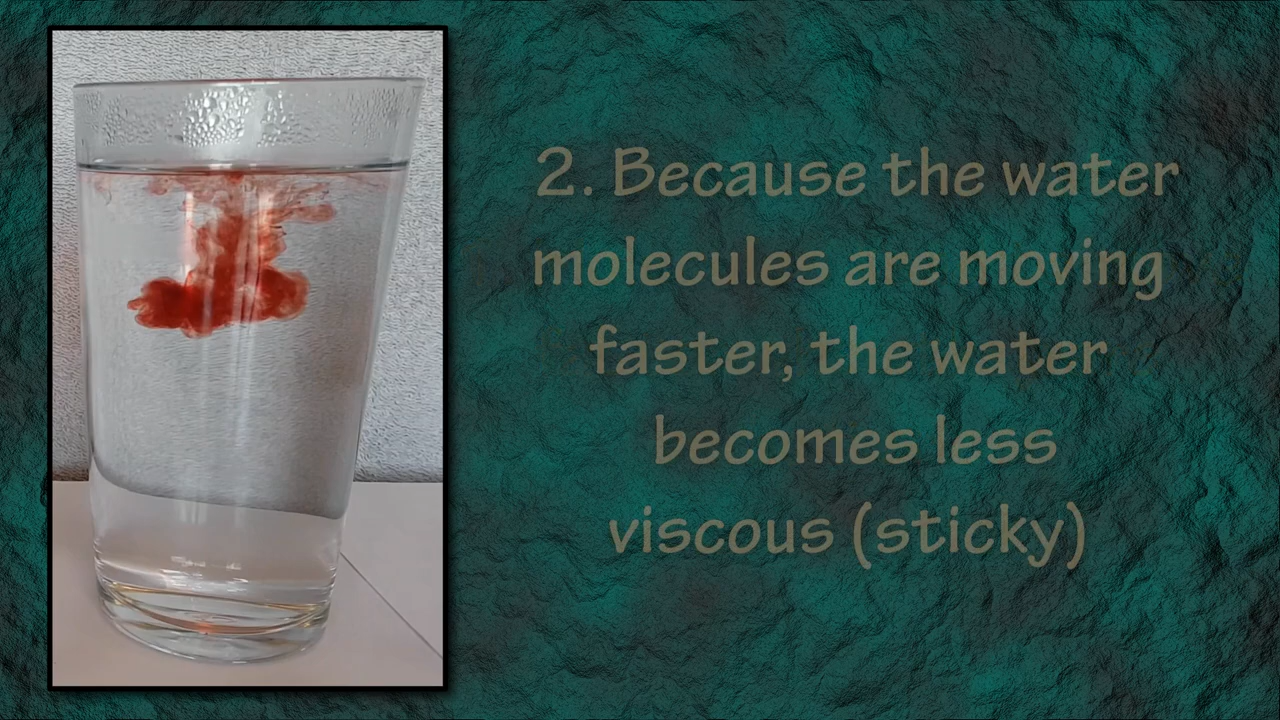 2. Because the water
molecules are moving
faster, the water
becomes less
viscous (sticky)